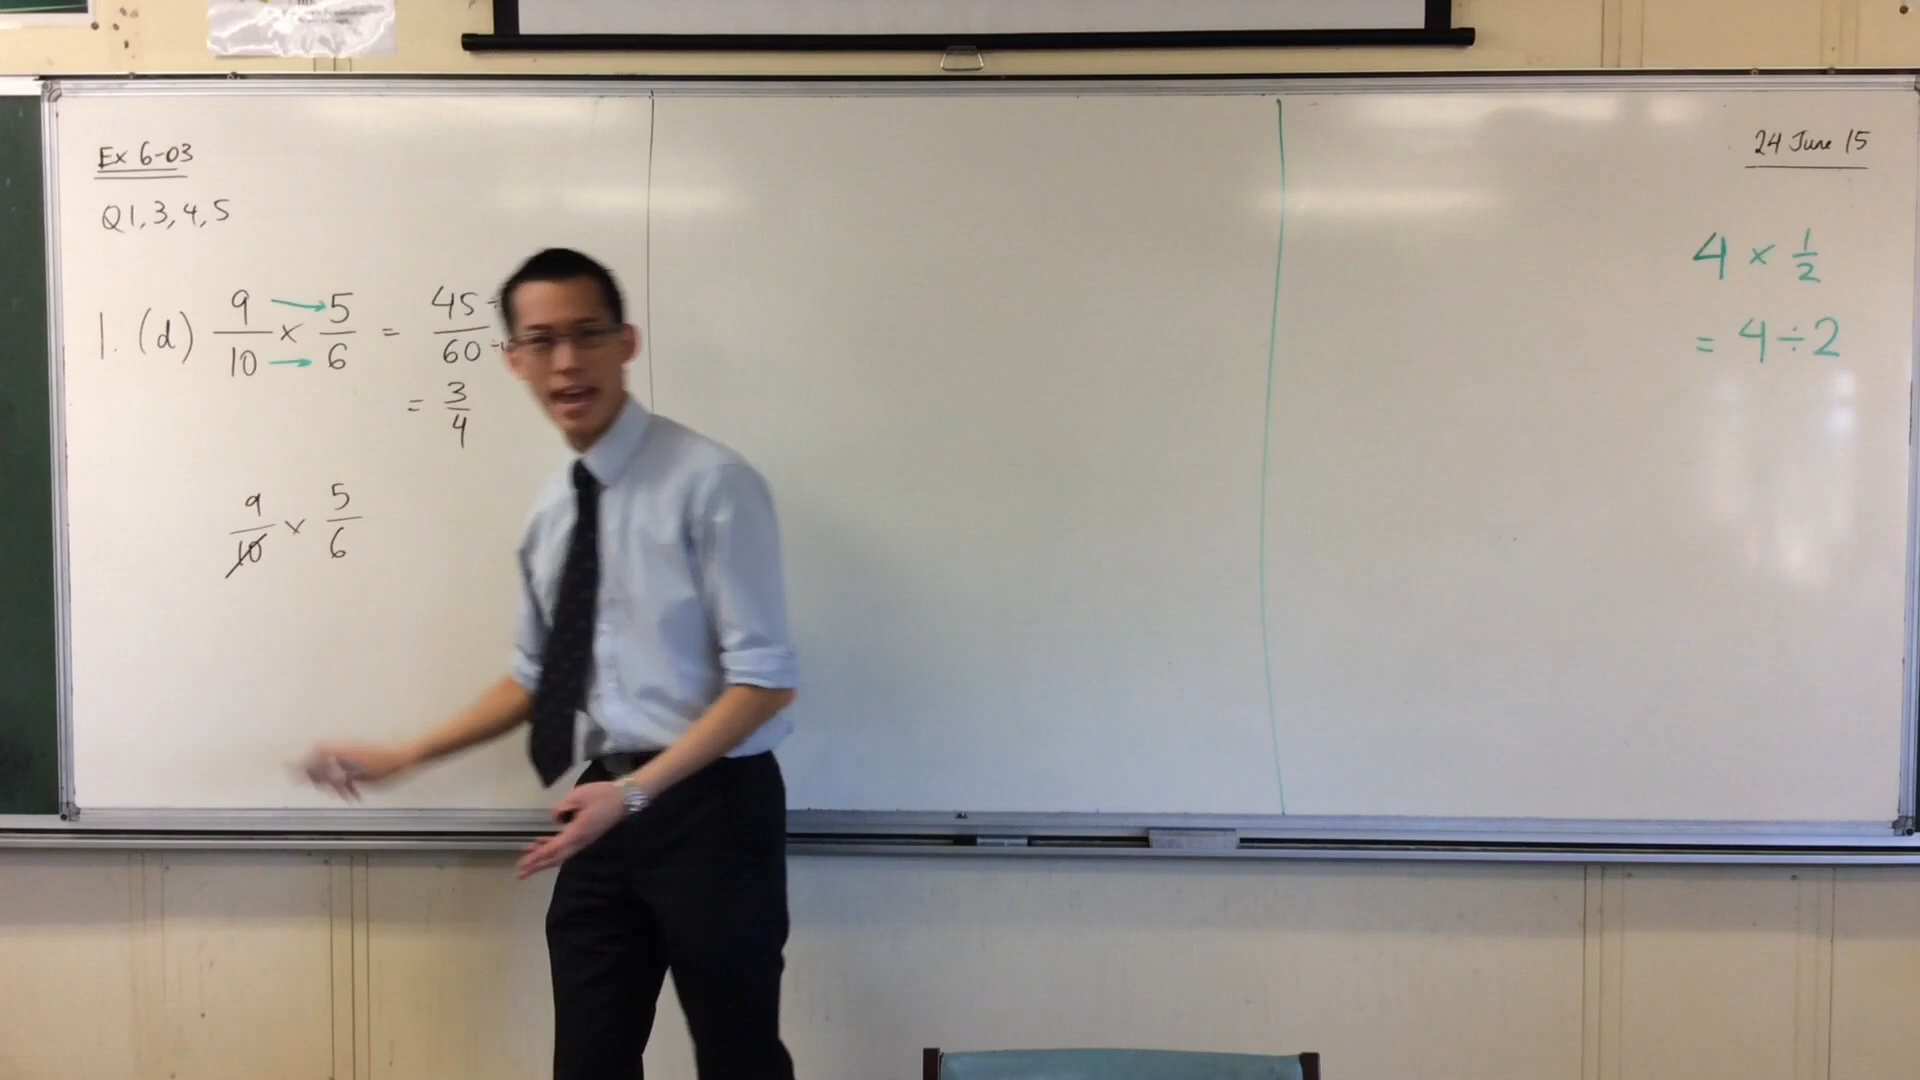 Ex 6-03
Q1, 3, 4, 5
1. (d) 9/10 × 5/6 = 45 ÷/60 ÷
= 3/4
9/10 × 5/6
24 June 15
4 × 1/2
= 4 ÷ 2